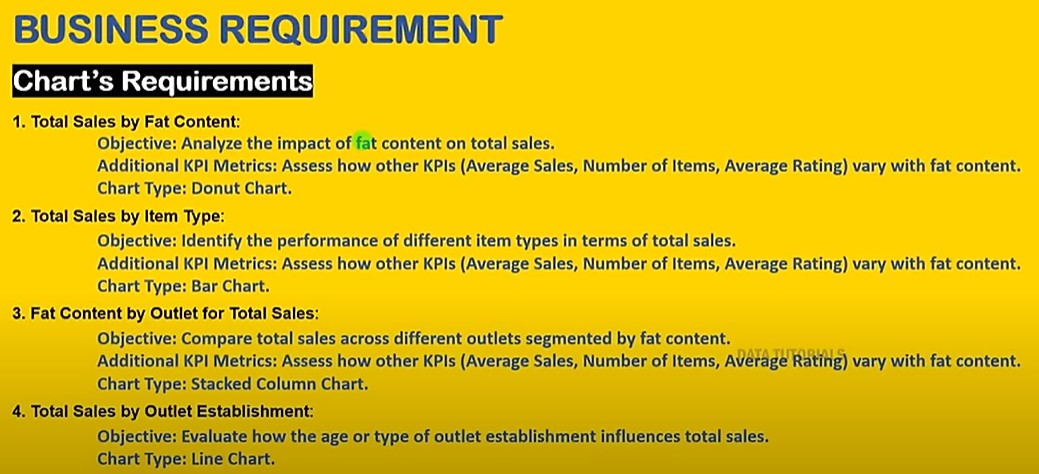 BUSINESS REQUIREMENT
Chart's Requirements
1. Total Sales by Fat Content:
Objective: Analyze the impact of fat content on total sales.
Additional KPI Metrics: Assess how other KPIs (Average Sales, Number of Items, Average Rating) vary with fat content.
Chart Type: Donut Chart.
2. Total Sales by Item Type:
Objective: Identify the performance of different item types in terms of total sales.
Additional KPI Metrics: Assess how other KPIs (Average Sales, Number of Items, Average Rating) vary with fat content.
Chart Type: Bar Chart.
3. Fat Content by Outlet for Total Sales:
Objective: Compare total sales across different outlets segmented by fat content.
DATA TUTORIALS
Additional KPI Metrics: Assess how other KPIs (Average Sales, Number of Items, Average Rating) vary with fat content.
Chart Type: Stacked Column Chart.
4. Total Sales by Outlet Establishment:
Objective: Evaluate how the age or type of outlet establishment influences total sales.
Chart Type: Line Chart.